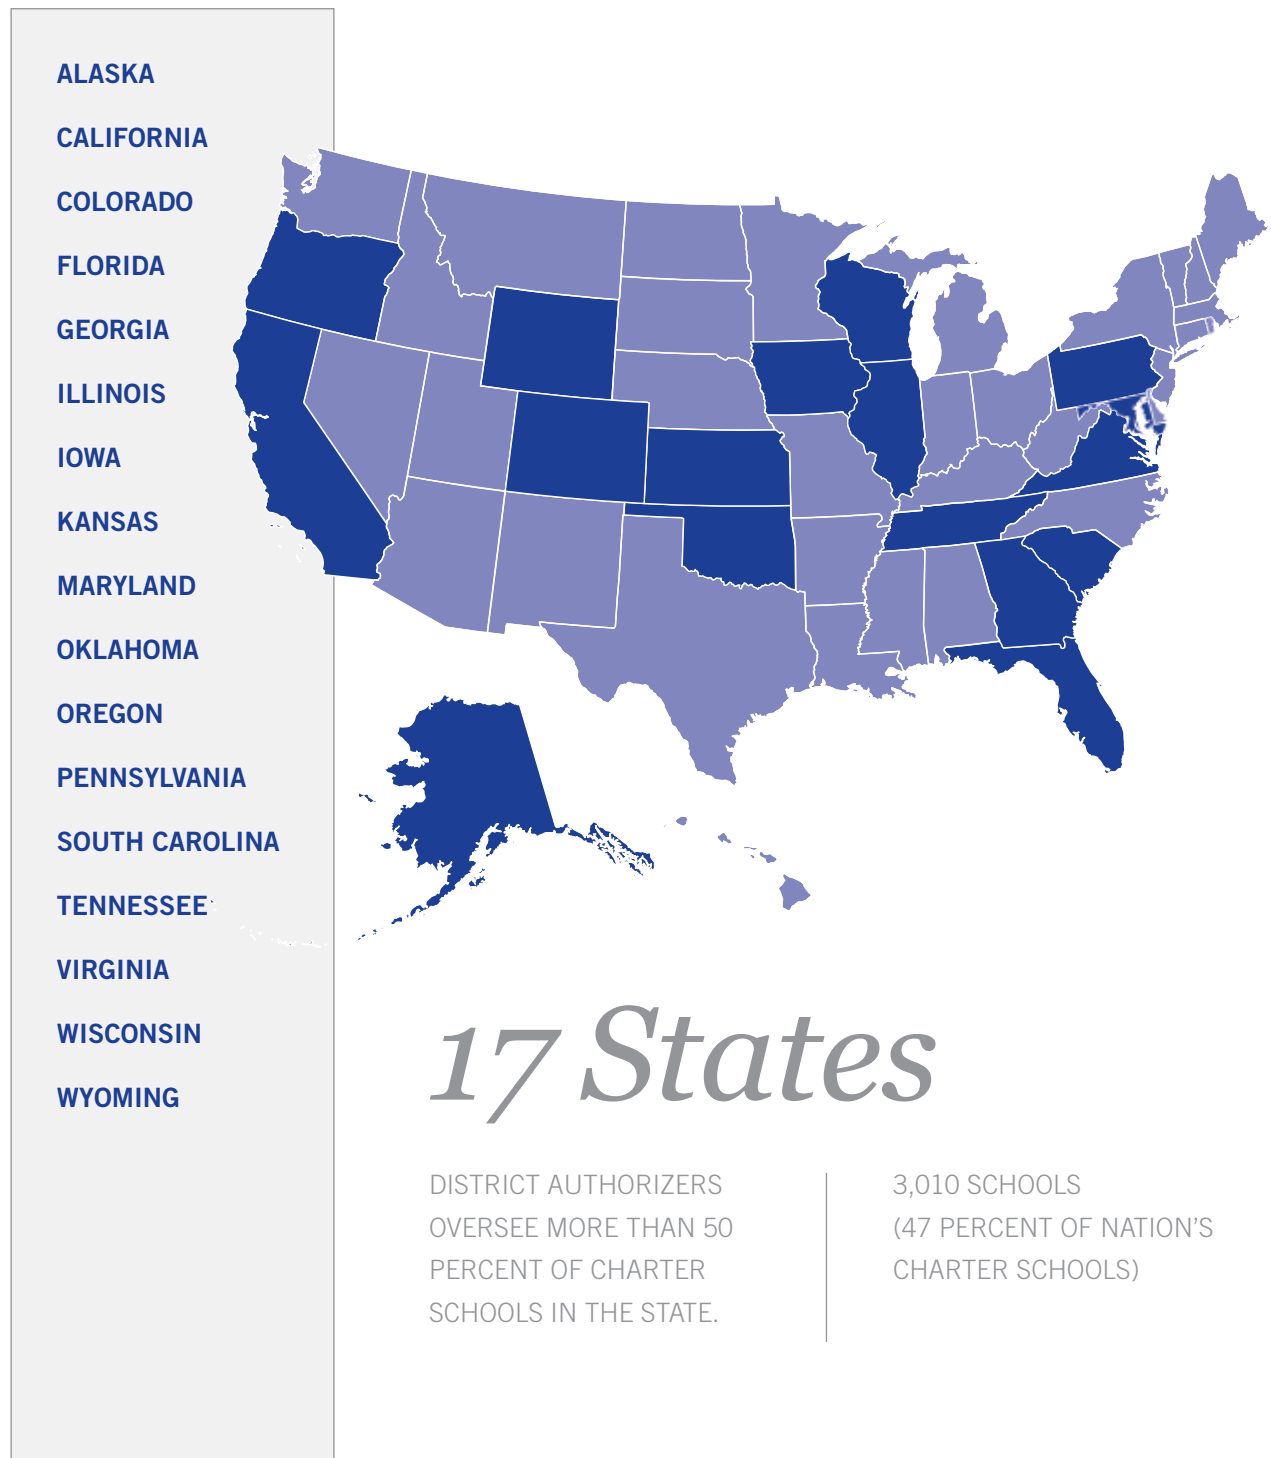 ALASKA
CALIFORNIA
COLORADO
FLORIDA
GEORGIA
ILLINOIS
IOWA
KANSAS
MARYLAND
OKLAHOMA
OREGON
PENNSYLVANIA
SOUTH CAROLINA
TENNESSEE
VIRGINIA
WISCONSIN
WYOMING
17 States
DISTRICT AUTHORIZERS
OVERSEE MORE THAN 50
PERCENT OF CHARTER
SCHOOLS IN THE STATE.
3,010 SCHOOLS
(47 PERCENT OF NATION’S
CHARTER SCHOOLS)